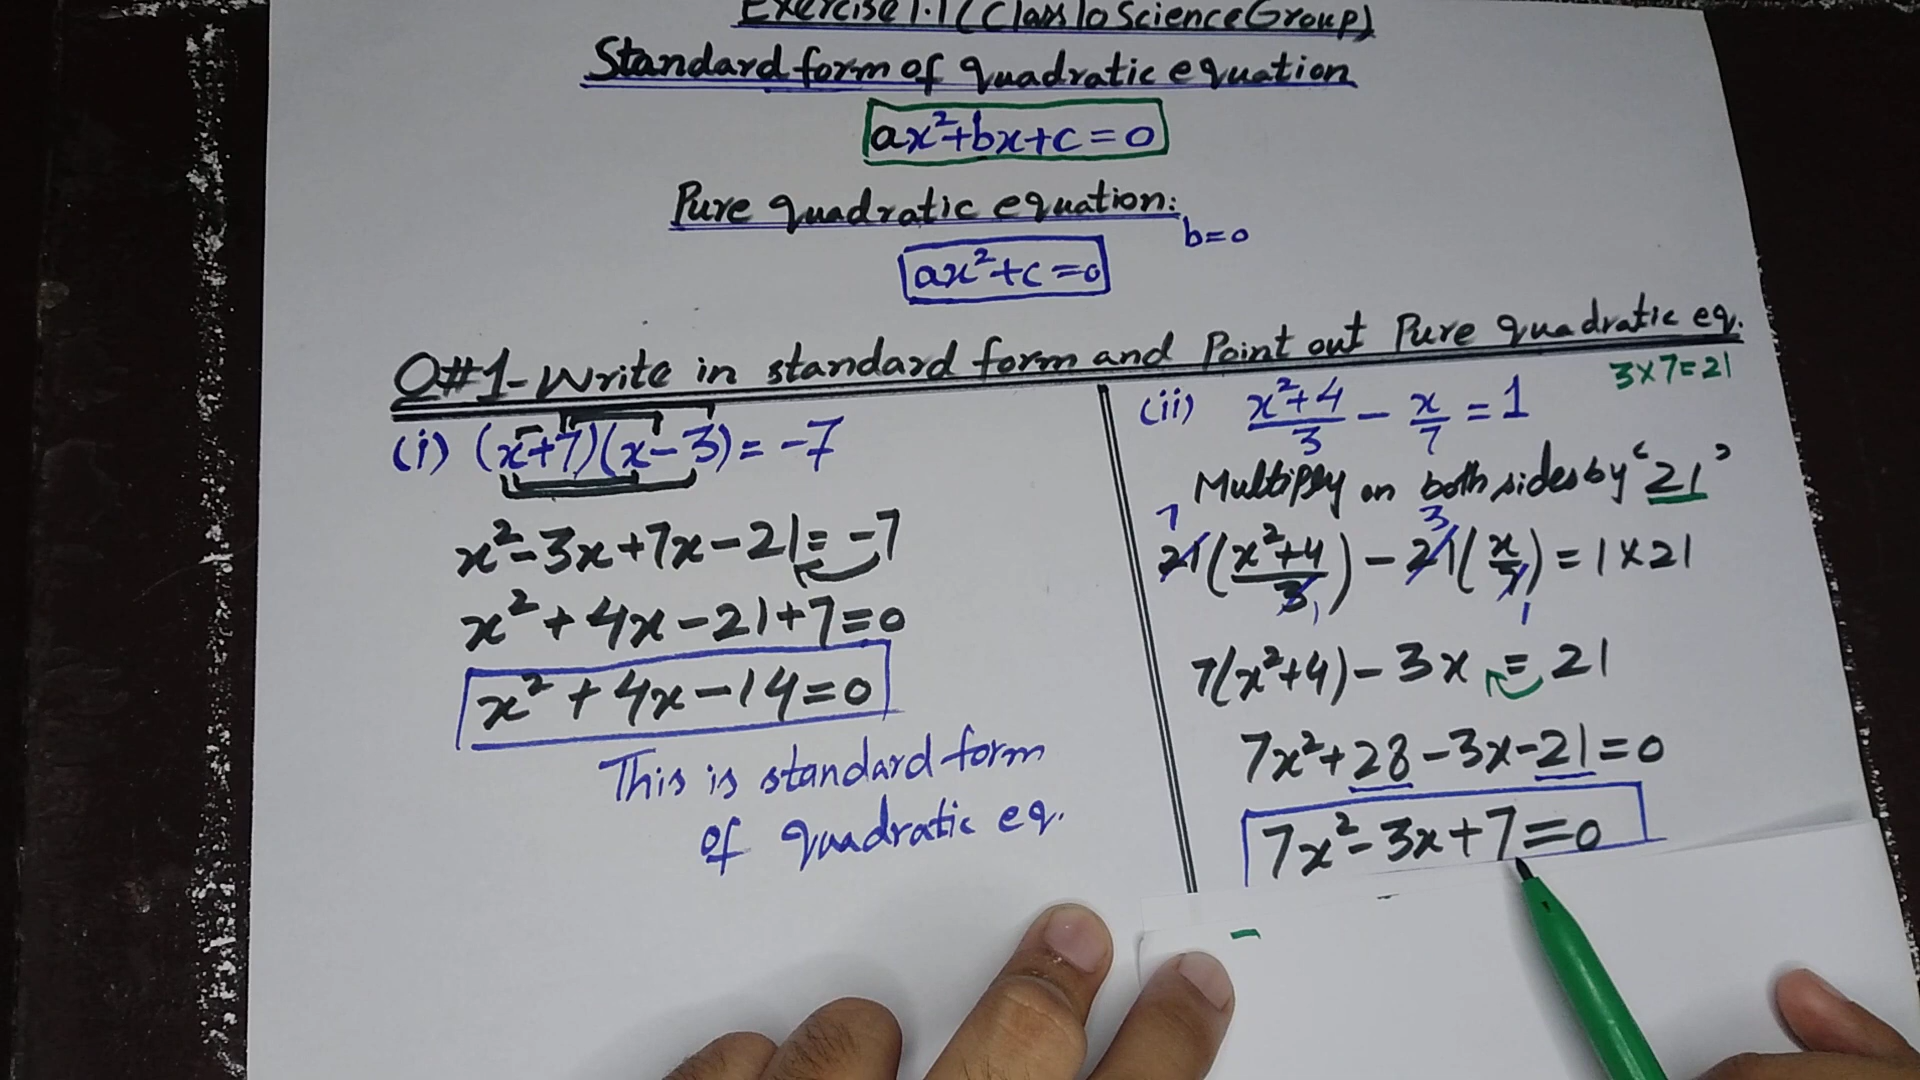 Exercise 1.1 (Class 10 Science Group)
Standard form of quadratic equation
ax²+bx+c=0
Pure quadratic equation:
b=0
ax²+c=0
Q#1-Write in standard form and Point out Pure quadratic eq.
(i) (x+7)(x-3)=-7
x²-3x+7x-21=-7
x²+4x-21+7=0
x²+4x-14=0
This is standard form
of quadratic eq.
3×7=21
(ii) (x²+4)/3 - x/7 = 1
Multiply on both sides by "21"
7 3
21(x²+4/3) - 21(x/7) = 1×21
1 1
7(x²+4)-3x = 21
7x²+28-3x-21=0
7x²-3x+7=0